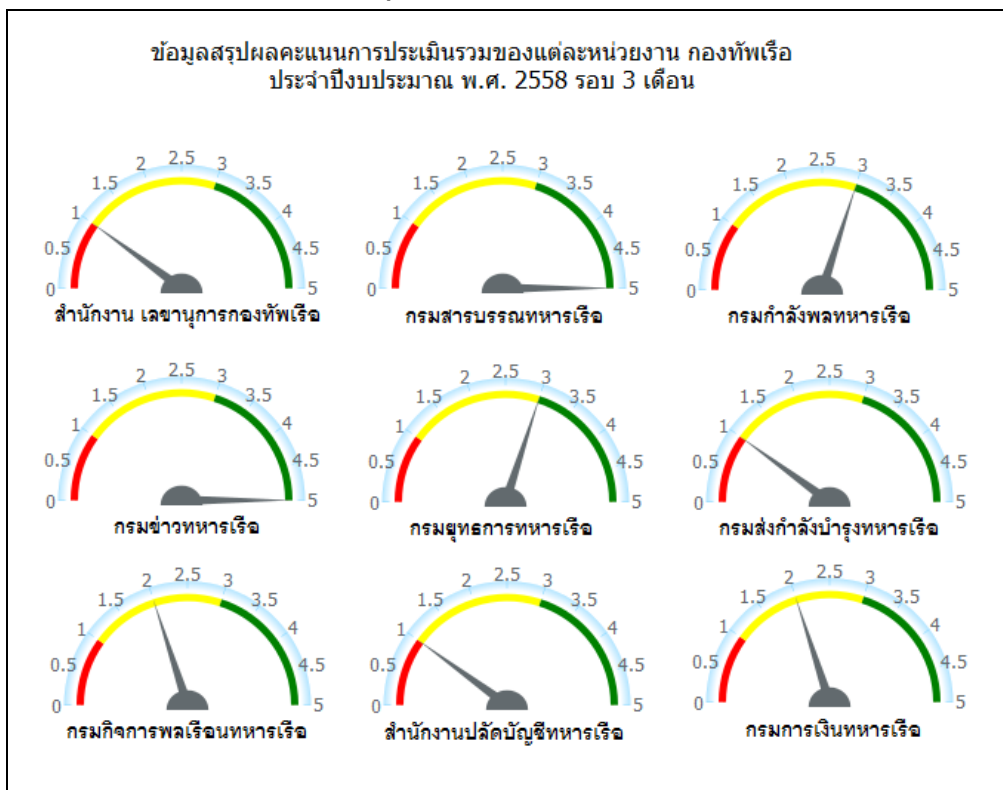 ข้อมูลสรุปผลคะแนนการประเมินรวมของแต่ละหน่วยงาน กองทัพเรือ
ประจำปีงบประมาณ พ.ศ. 2558 รอบ 3 เดือน
0 0.5 1 1.5 2 2.5 3 3.5 4 4.5 5
สำนักงาน เลขานุการกองทัพเรือ
0 0.5 1 1.5 2 2.5 3 3.5 4 4.5 5
กรมสารบรรณทหารเรือ
0 0.5 1 1.5 2 2.5 3 3.5 4 4.5 5
กรมกำลังพลทหารเรือ
0 0.5 1 1.5 2 2.5 3 3.5 4 4.5 5
กรมข่าวทหารเรือ
0 0.5 1 1.5 2 2.5 3 3.5 4 4.5 5
กรมยุทธการทหารเรือ
0 0.5 1 1.5 2 2.5 3 3.5 4 4.5 5
กรมส่งกำลังบำรุงทหารเรือ
0 0.5 1 1.5 2 2.5 3 3.5 4 4.5 5
กรมกิจการพลเรือนทหารเรือ
0 0.5 1 1.5 2 2.5 3 3.5 4 4.5 5
สำนักงานปลัดบัญชีทหารเรือ
0 0.5 1 1.5 2 2.5 3 3.5 4 4.5 5
กรมการเงินทหารเรือ